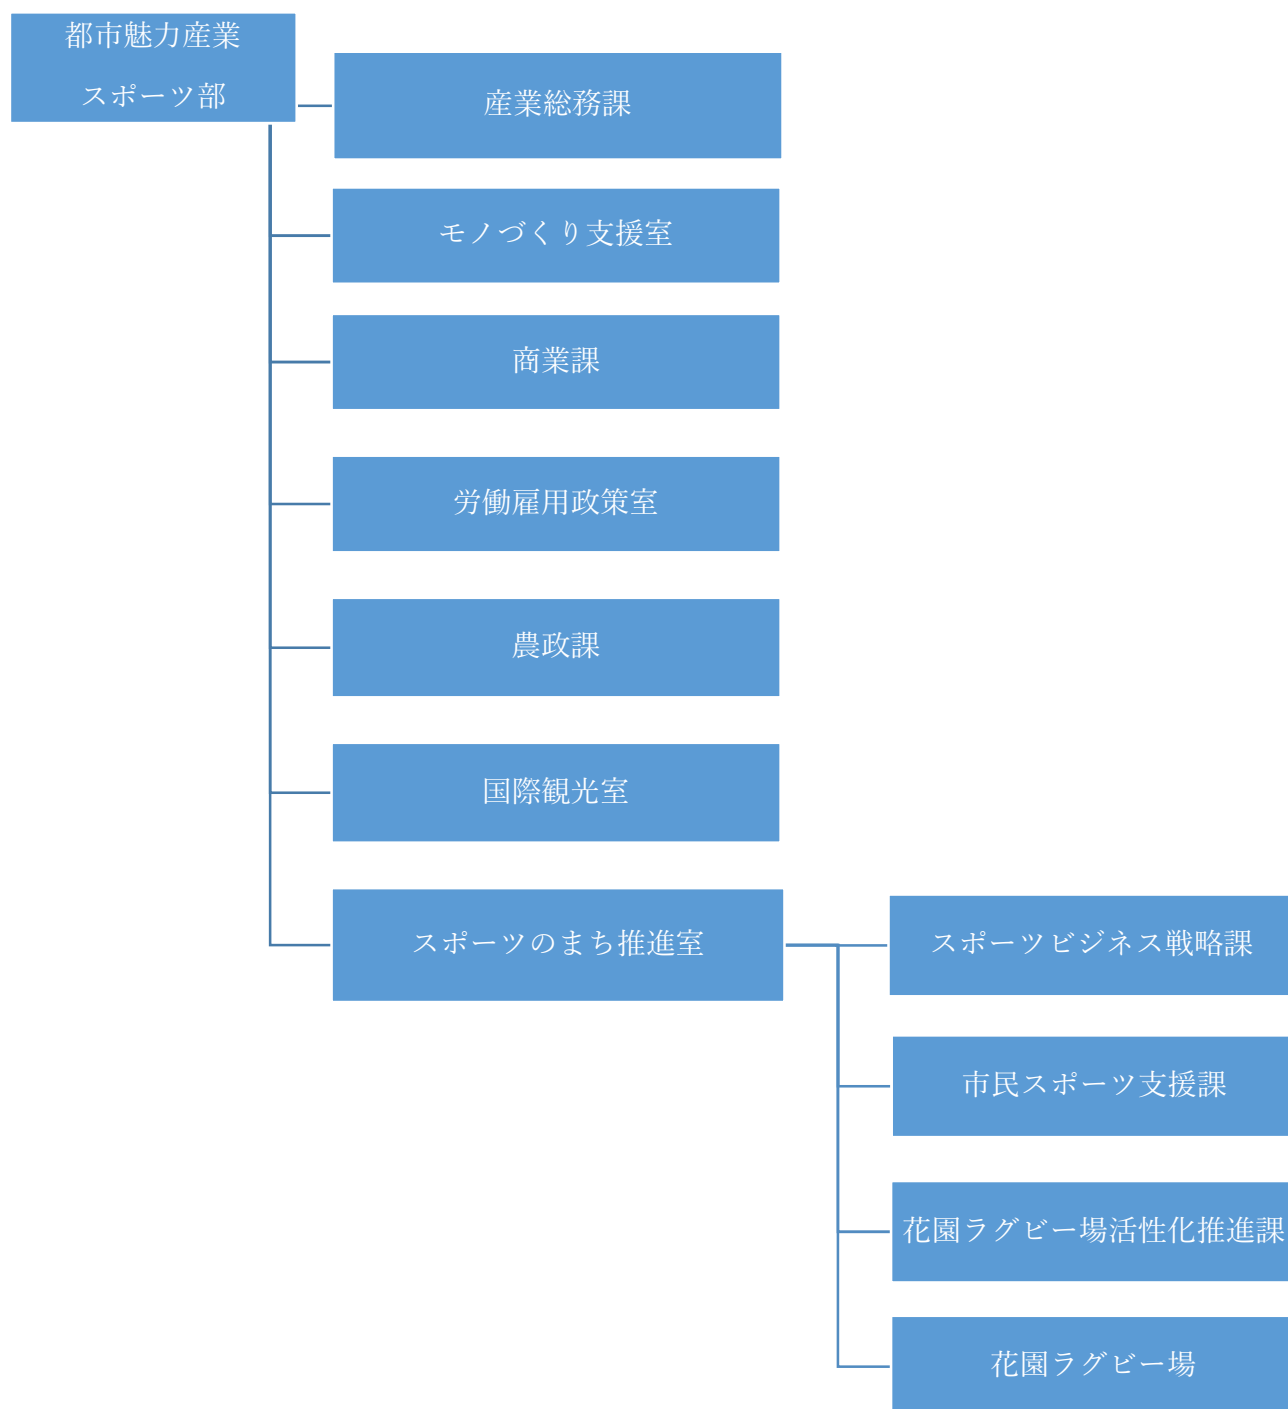 都市魅力産業
スポーツ部
産業総務課
モノづくり支援室
商業課
労働雇用政策室
農政課
国際観光室
スポーツのまち推進室
スポーツビジネス戦略課
市民スポーツ支援課
花園ラグビー場活性化推進課
花園ラグビー場